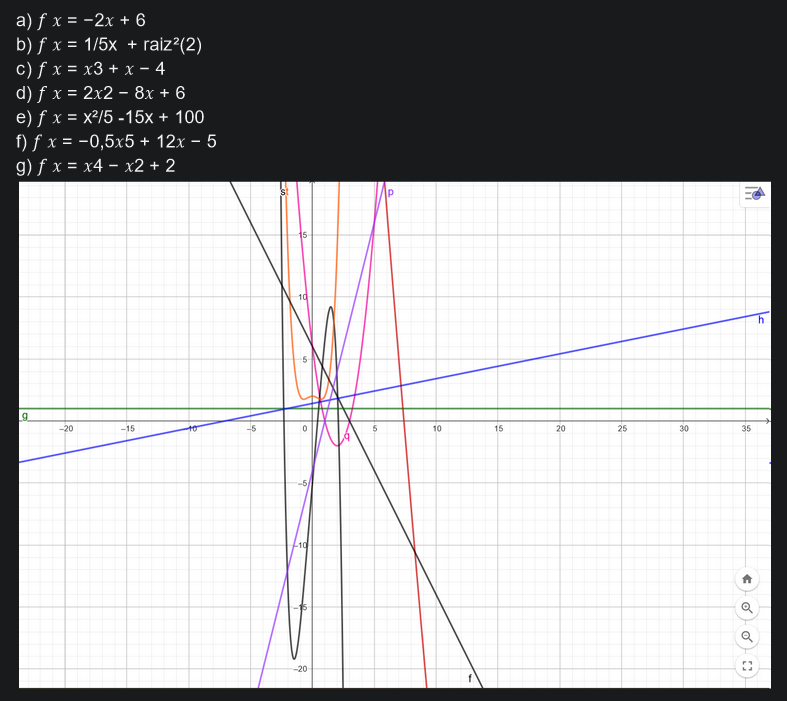 a) f x = −2x + 6
b) f x = 1/5x + raiz²(2)
c) f x = x3 + x − 4
d) f x = 2x2 − 8x + 6
e) f x = x²/5 -15x + 100
f) f x = −0,5x5 + 12x − 5
g) f x = x4 − x2 + 2
s p
15
10
h
5
g
−20 −15 −10 −5 0 5 10 15 20 25 30 35
q
−5
−10
−15
−20
f